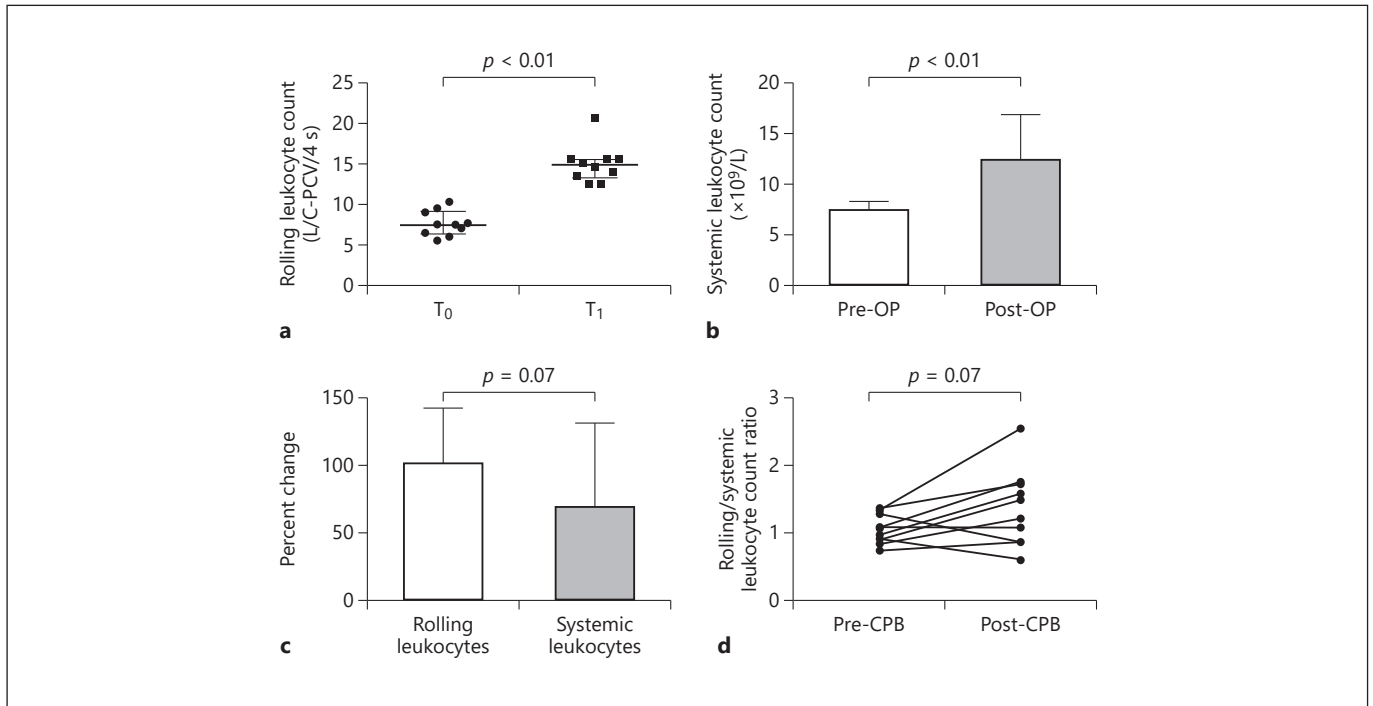 p < 0.01
25
20
15
10
5
0
Rolling leukocyte count
(L/C-PCV/4 s)
T0
T1
a
p < 0.01
20
15
10
5
0
Systemic leukocyte count
(×10⁹/L)
Pre-OP
Post-OP
b
p = 0.07
150
100
50
0
Percent change
Rolling
leukocytes
Systemic
leukocytes
c
p = 0.07
3
2
1
0
Rolling/systemic
leukocyte count ratio
Pre-CPB
Post-CPB
d